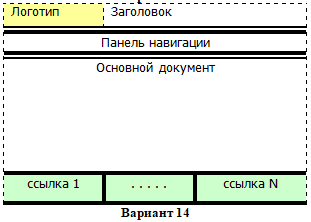 Логотип Заголовок
Панель навигации
Основной документ
ссылка 1 . . . . . ссылка N
Вариант 14